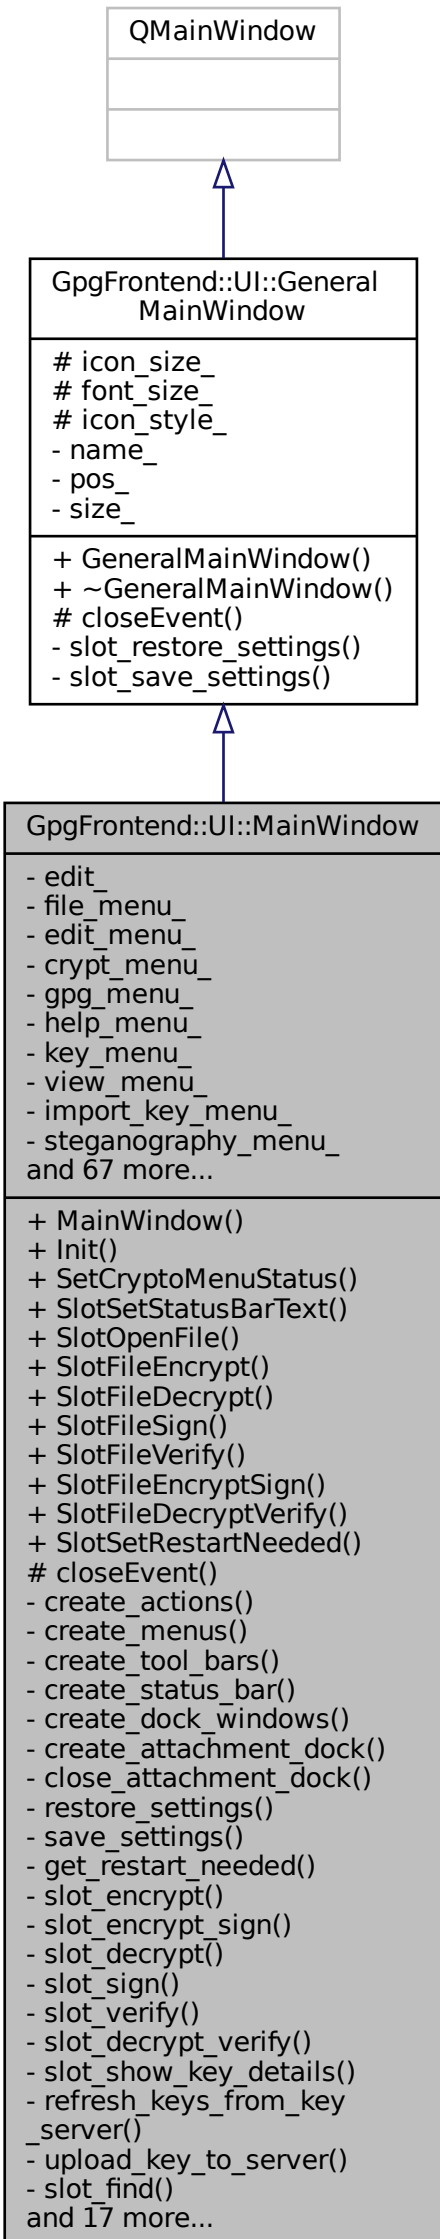 QMainWindow
GpgFrontend::UI::General
MainWindow
# icon_size_
# font_size_
# icon_style_
- name_
- pos_
- size_
+ GeneralMainWindow()
+ ~GeneralMainWindow()
# closeEvent()
- slot_restore_settings()
- slot_save_settings()
GpgFrontend::UI::MainWindow
- edit_
- file_menu_
- edit_menu_
- crypt_menu_
- gpg_menu_
- help_menu_
- key_menu_
- view_menu_
- import_key_menu_
- steganography_menu_
and 67 more...
+ MainWindow()
+ Init()
+ SetCryptoMenuStatus()
+ SlotSetStatusBarText()
+ SlotOpenFile()
+ SlotFileEncrypt()
+ SlotFileDecrypt()
+ SlotFileSign()
+ SlotFileVerify()
+ SlotFileEncryptSign()
+ SlotFileDecryptVerify()
+ SlotSetRestartNeeded()
# closeEvent()
- create_actions()
- create_menus()
- create_tool_bars()
- create_status_bar()
- create_dock_windows()
- create_attachment_dock()
- close_attachment_dock()
- restore_settings()
- save_settings()
- get_restart_needed()
- slot_encrypt()
- slot_encrypt_sign()
- slot_decrypt()
- slot_sign()
- slot_verify()
- slot_decrypt_verify()
- slot_show_key_details()
- refresh_keys_from_key
_server()
- upload_key_to_server()
- slot_find()
and 17 more...